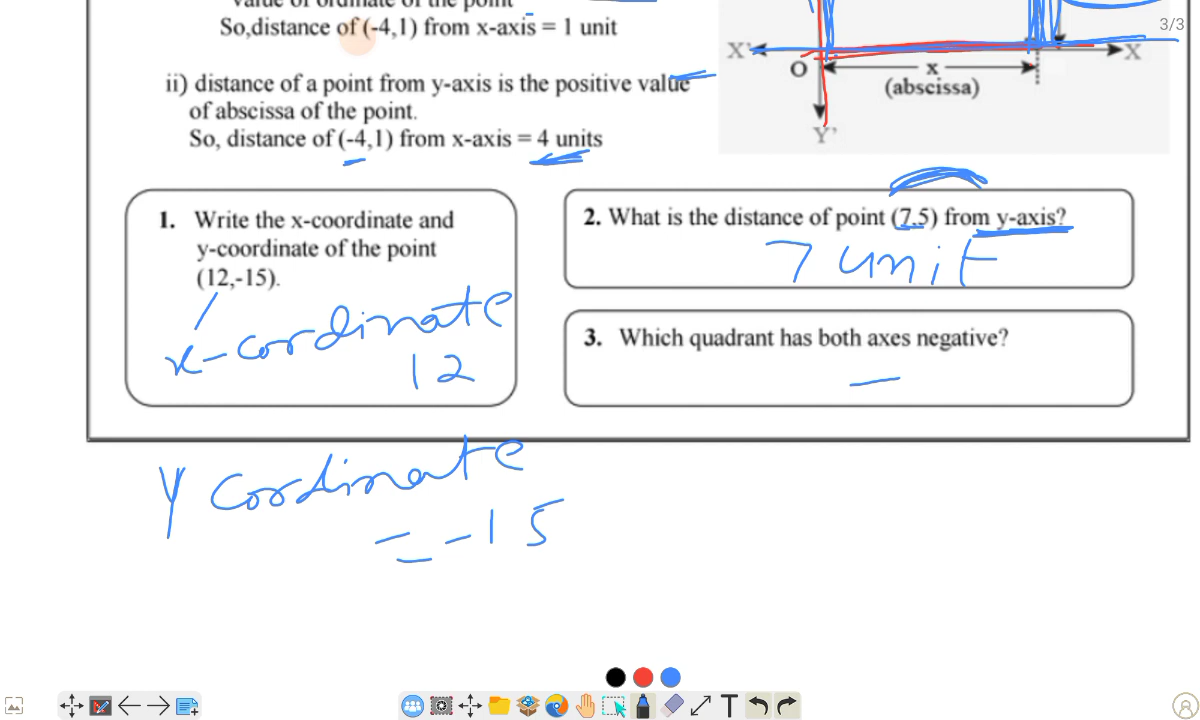 value of ordinate of the point
So,distance of (-4,1) from x-axis = 1 unit
ii) distance of a point from y-axis is the positive value
of abscissa of the point.
So, distance of (-4,1) from x-axis = 4 units
3/3
X'
X
O
x
(abscissa)
Y'
1. Write the x-coordinate and
y-coordinate of the point
(12,-15).
x-cordinate
12
y cordinate
= -15
2. What is the distance of point (7,5) from y-axis?
7 unit
3. Which quadrant has both axes negative?
T